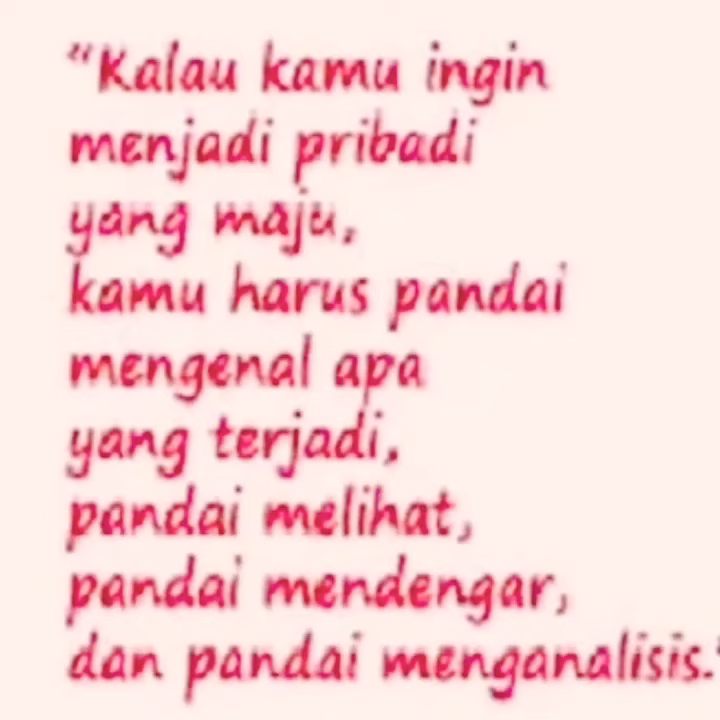 “Kalau kamu ingin
menjadi pribadi
yang maju,
kamu harus pandai
mengenal apa
yang terjadi,
pandai melihat,
pandai mendengar,
dan pandai menganalisis.”